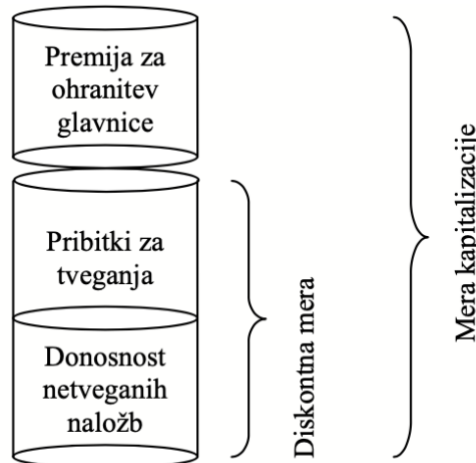 Premija za
ohranitev
glavnice
Pribitki za
tveganja
Donosnost
netveganih
naložb
Diskontna mera
Mera kapitalizacije